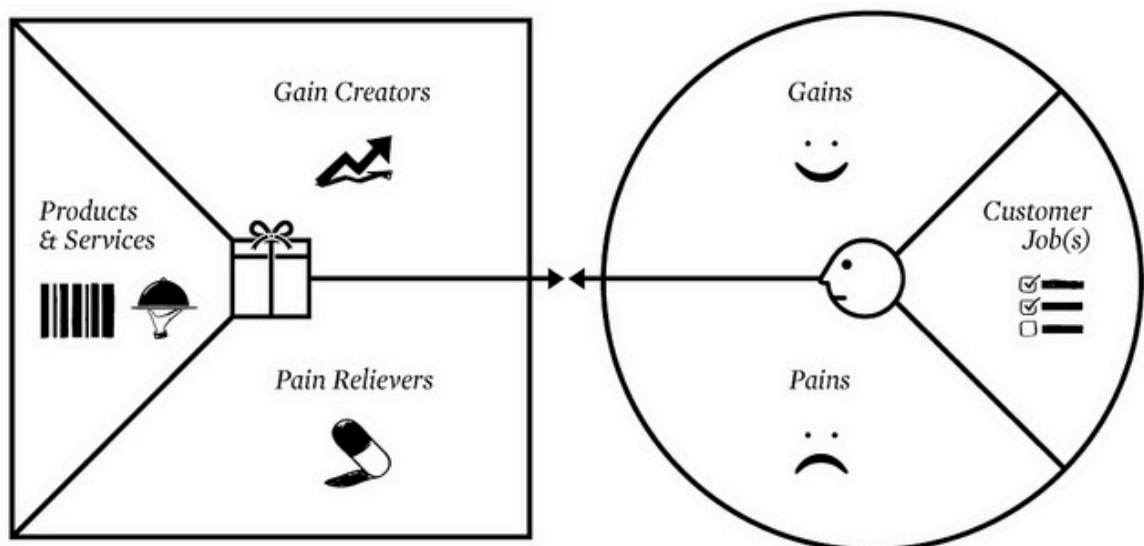 Gain Creators
Products
& Services
Pain Relievers
Gains
Customer
Job(s)
Pains